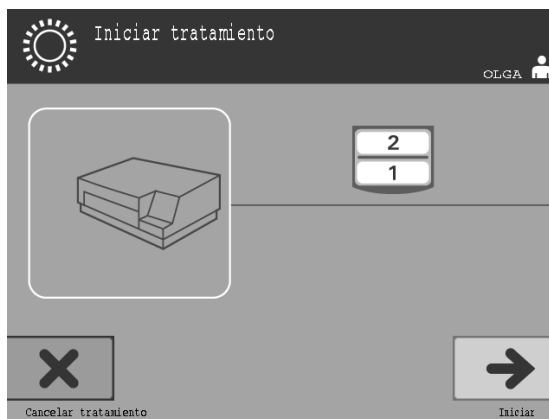 Iniciar tratamiento
OLGA
2
1
Cancelar tratamiento
Iniciar